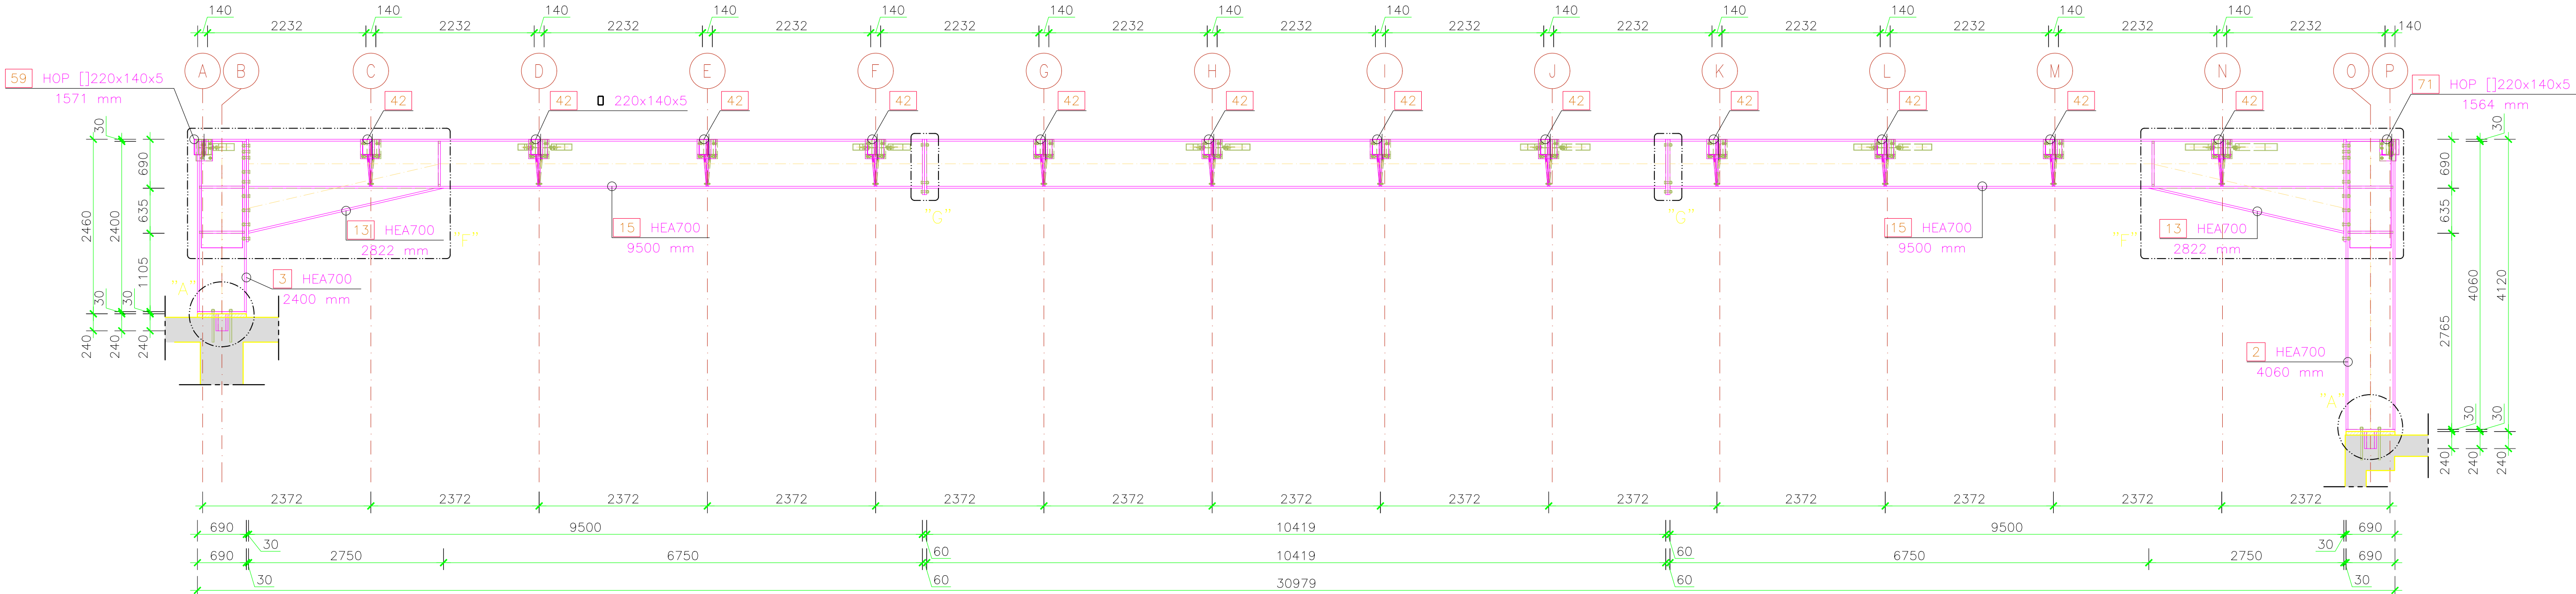 140 140 140 140 140 140 140 140 140 140 140 140 140 140
2232 2232 2232 2232 2232 2232 2232 2232 2232 2232 2232 2232 2232
A B C D E F G H I J K L M N O P
59 HOP []220x140x5
1571 mm
71 HOP []220x140x5
1564 mm
42 42 220x140x5 42 42 42 42 42 42 42 42 42 42
30 30
690 690
2460 2400 635 1105 30 30
240 240 240
635 4060 4120
2765 30 30
240 240 240
13 HEA700
2822 mm
"F"
15 HEA700
9500 mm
"G" "G"
15 HEA700
9500 mm
"F"
13 HEA700
2822 mm
3 HEA700
2400 mm
"A"
2 HEA700
4060 mm
"A"
2372 2372 2372 2372 2372 2372 2372 2372 2372 2372 2372 2372 2372
690 9500 10419 9500 690
30 60 60 30
690 2750 6750 10419 6750 2750 690
30 60 60 30
30979